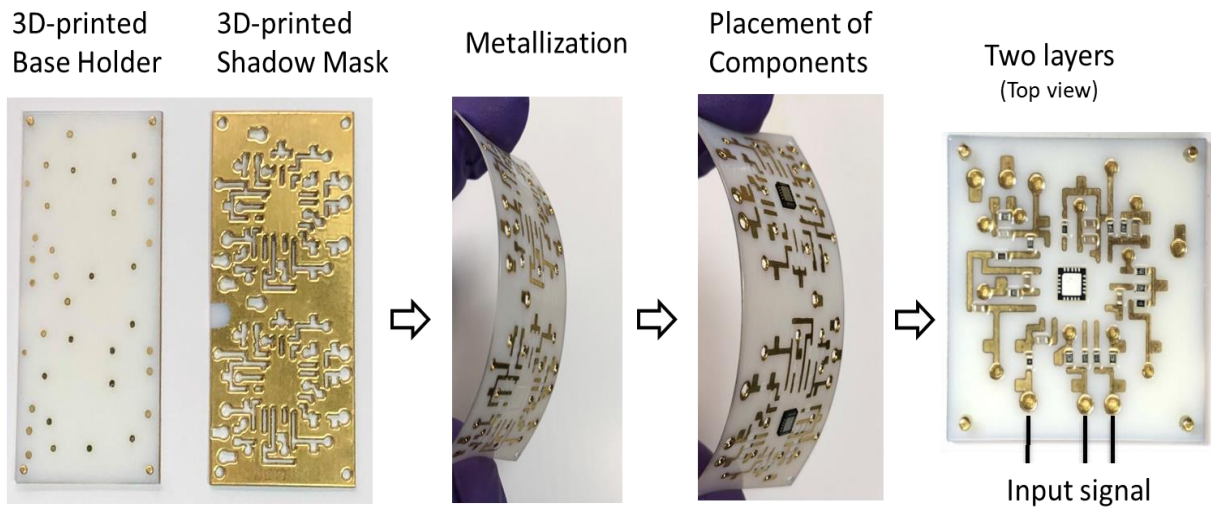 3D-printed
Base Holder
3D-printed
Shadow Mask
Metallization
Placement of
Components
Two layers
(Top view)
Input signal